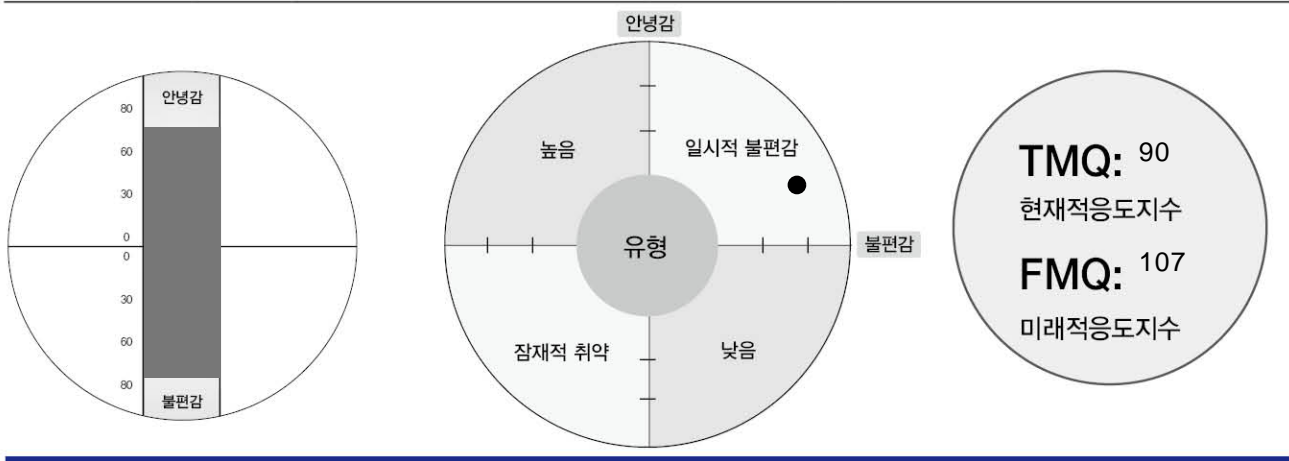 안녕감
80
60
30
0
0
30
60
80
불편감
안녕감
높음
일시적 불편감
유형
불편감
잠재적 취약
낮음
TMQ: 90
현재적응도지수
FMQ: 107
미래적응도지수